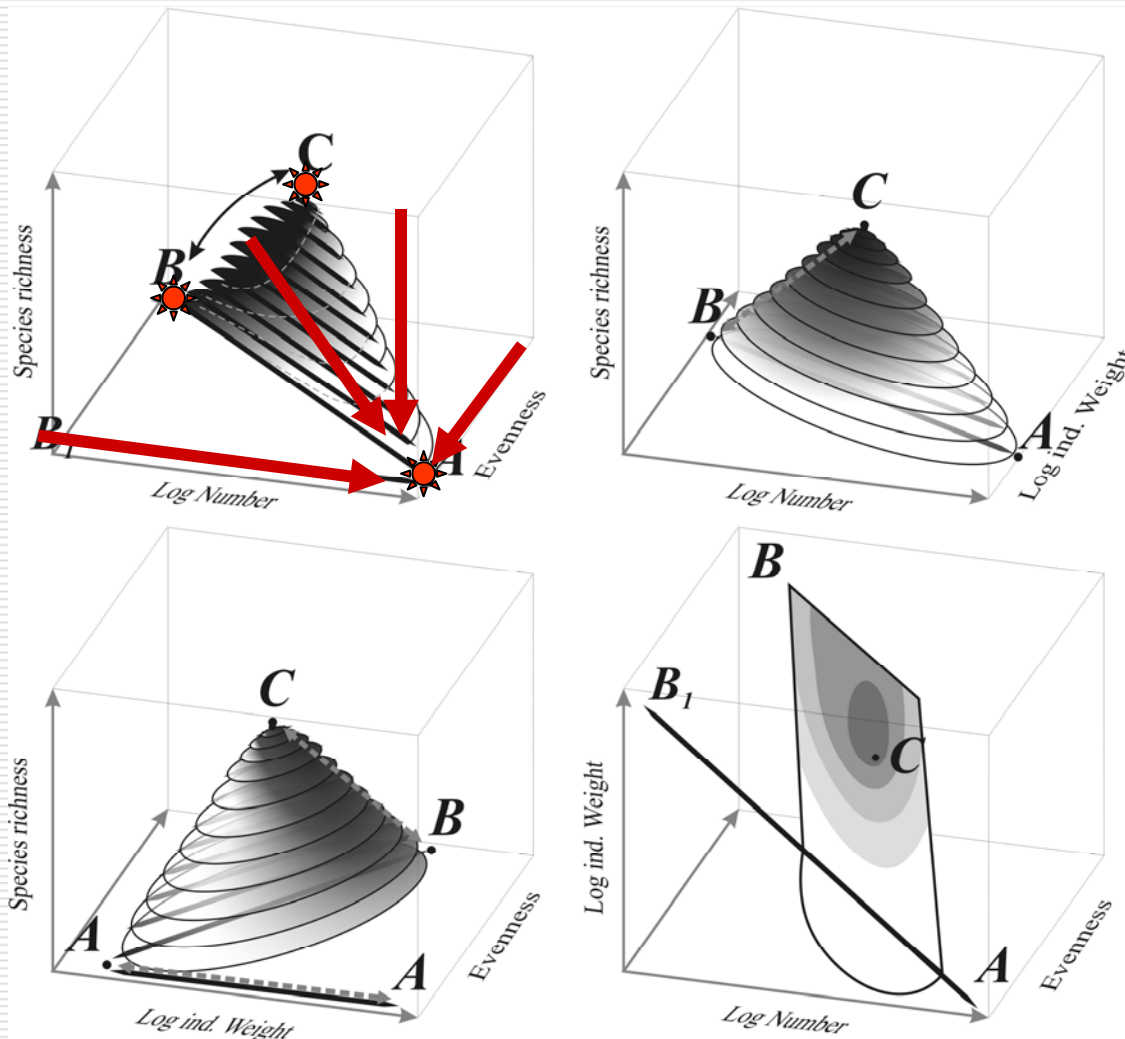 C
B
B1
A
Species richness
Log Number
Evenness
C
B
A
Species richness
Log Number
Log ind. Weight
C
B
A
A
Species richness
Log ind. Weight
Evenness
B
B1
C
A
Log ind. Weight
Log Number
Evenness